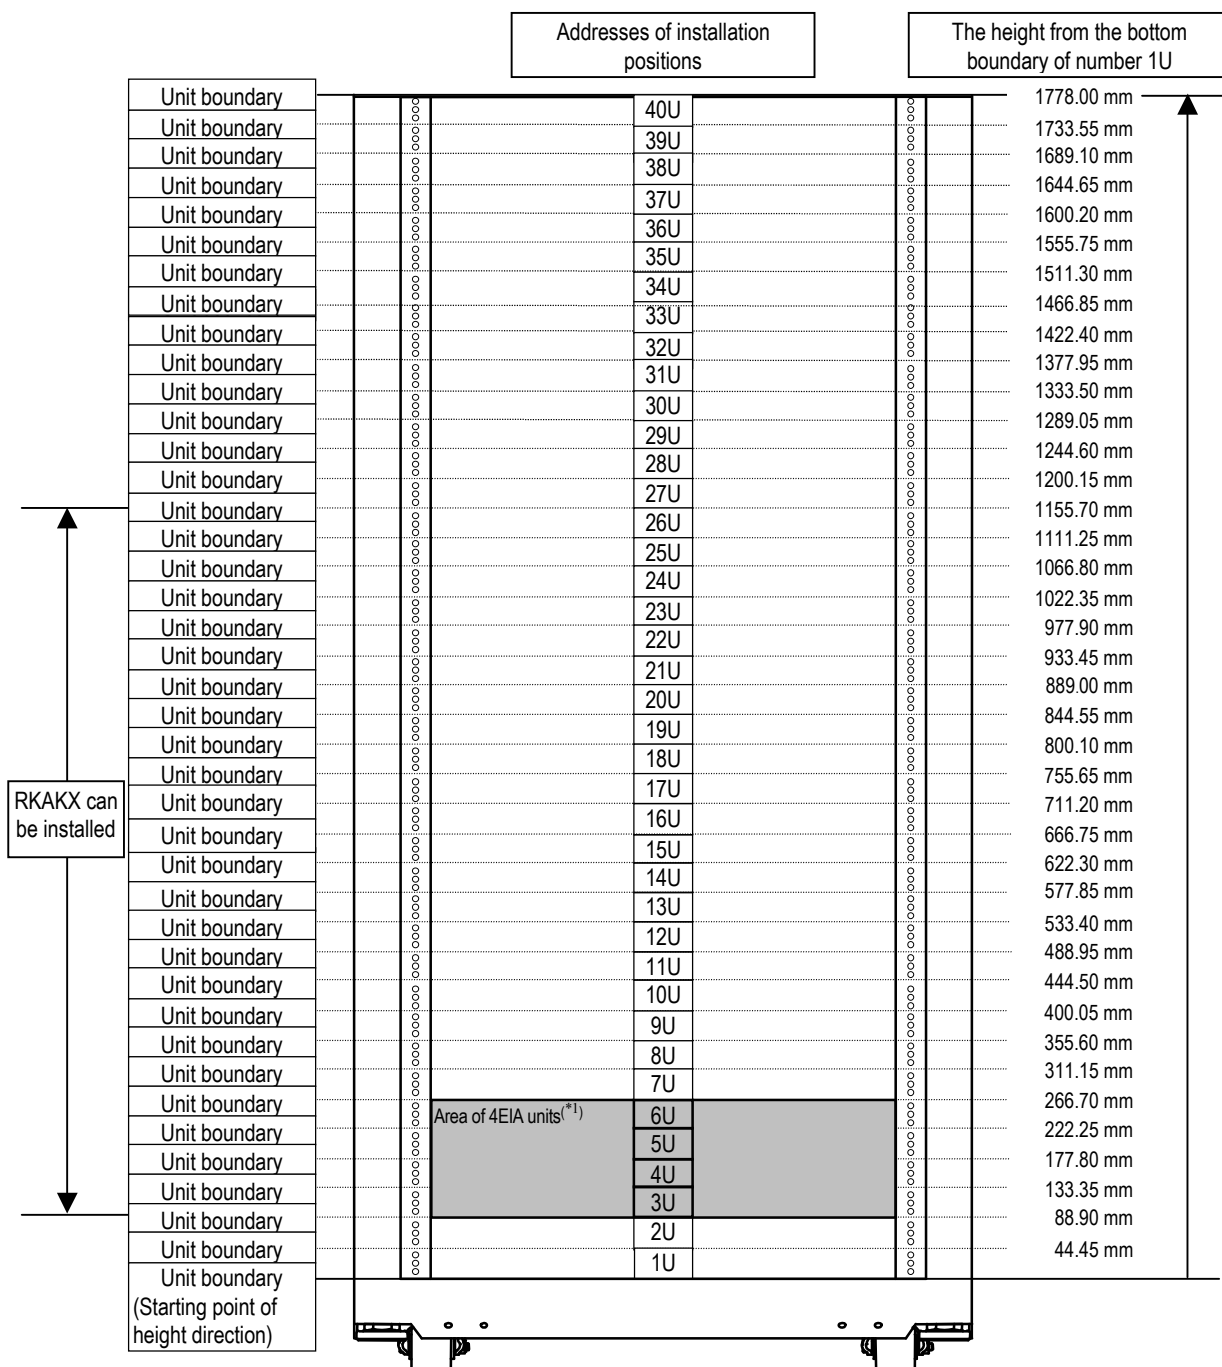 Addresses of installation
positions
The height from the bottom
boundary of number 1U
Unit boundary
1778.00 mm
40U
Unit boundary
1733.55 mm
39U
Unit boundary
1689.10 mm
38U
Unit boundary
1644.65 mm
37U
Unit boundary
1600.20 mm
36U
Unit boundary
1555.75 mm
35U
Unit boundary
1511.30 mm
34U
Unit boundary
1466.85 mm
33U
Unit boundary
1422.40 mm
32U
Unit boundary
1377.95 mm
31U
Unit boundary
1333.50 mm
30U
Unit boundary
1289.05 mm
29U
Unit boundary
1244.60 mm
28U
Unit boundary
1200.15 mm
27U
Unit boundary
1155.70 mm
26U
Unit boundary
1111.25 mm
25U
Unit boundary
1066.80 mm
24U
Unit boundary
1022.35 mm
23U
Unit boundary
977.90 mm
22U
Unit boundary
933.45 mm
21U
Unit boundary
889.00 mm
20U
Unit boundary
844.55 mm
19U
Unit boundary
800.10 mm
18U
Unit boundary
755.65 mm
17U
RKAKX can
be installed
Unit boundary
711.20 mm
16U
Unit boundary
666.75 mm
15U
Unit boundary
622.30 mm
14U
Unit boundary
577.85 mm
13U
Unit boundary
533.40 mm
12U
Unit boundary
488.95 mm
11U
Unit boundary
444.50 mm
10U
Unit boundary
400.05 mm
9U
Unit boundary
355.60 mm
8U
Unit boundary
311.15 mm
7U
Unit boundary
266.70 mm
Area of 4EIA units(*1)
6U
Unit boundary
222.25 mm
5U
Unit boundary
177.80 mm
4U
Unit boundary
133.35 mm
3U
Unit boundary
88.90 mm
2U
Unit boundary
44.45 mm
1U
Unit boundary
(Starting point of
height direction)